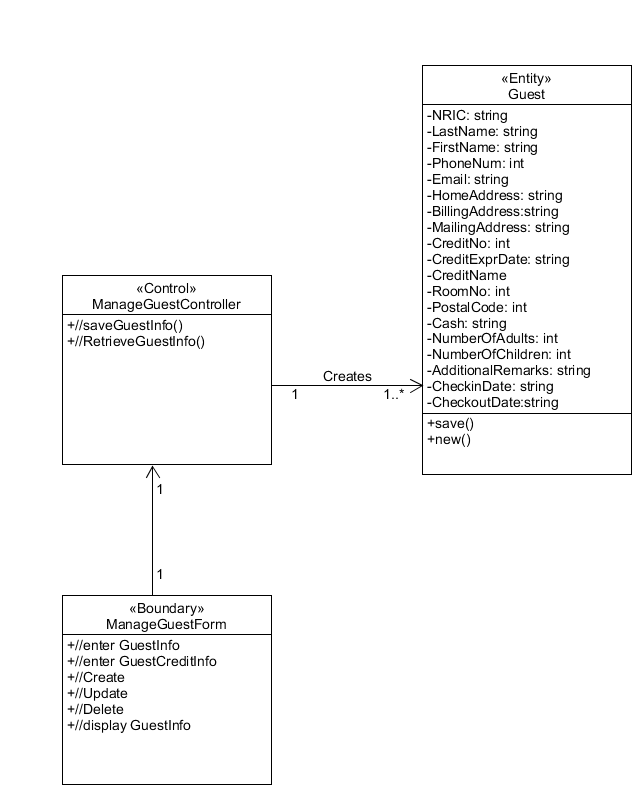 «Entity»
Guest
-NRIC: string
-LastName: string
-FirstName: string
-PhoneNum: int
-Email: string
-HomeAddress: string
-BillingAddress:string
-MailingAddress: string
-CreditNo: int
-CreditExprDate: string
-CreditName
-RoomNo: int
-PostalCode: int
-Cash: string
-NumberOfAdults: int
-NumberOfChildren: int
-AdditionalRemarks: string
-CheckinDate: string
-CheckoutDate:string
+save()
+new()
«Control»
ManageGuestController
+//saveGuestInfo()
+//RetrieveGuestInfo()
Creates
1
1..*
1
1
«Boundary»
ManageGuestForm
+//enter GuestInfo
+//enter GuestCreditInfo
+//Create
+//Update
+//Delete
+//display GuestInfo